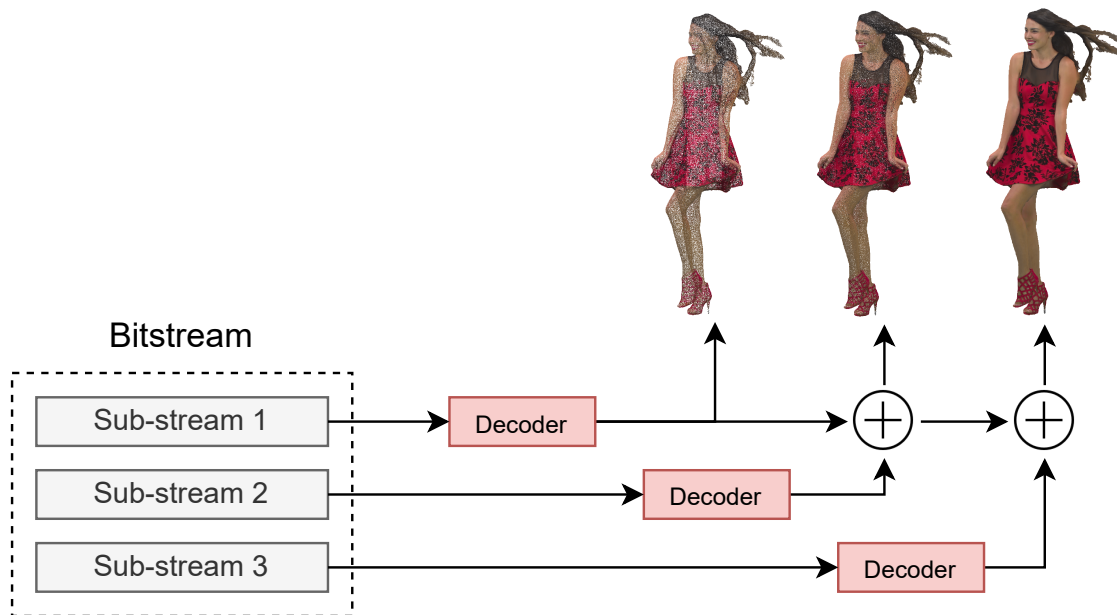 Bitstream
Sub-stream 1
Decoder
Sub-stream 2
Decoder
Sub-stream 3
Decoder